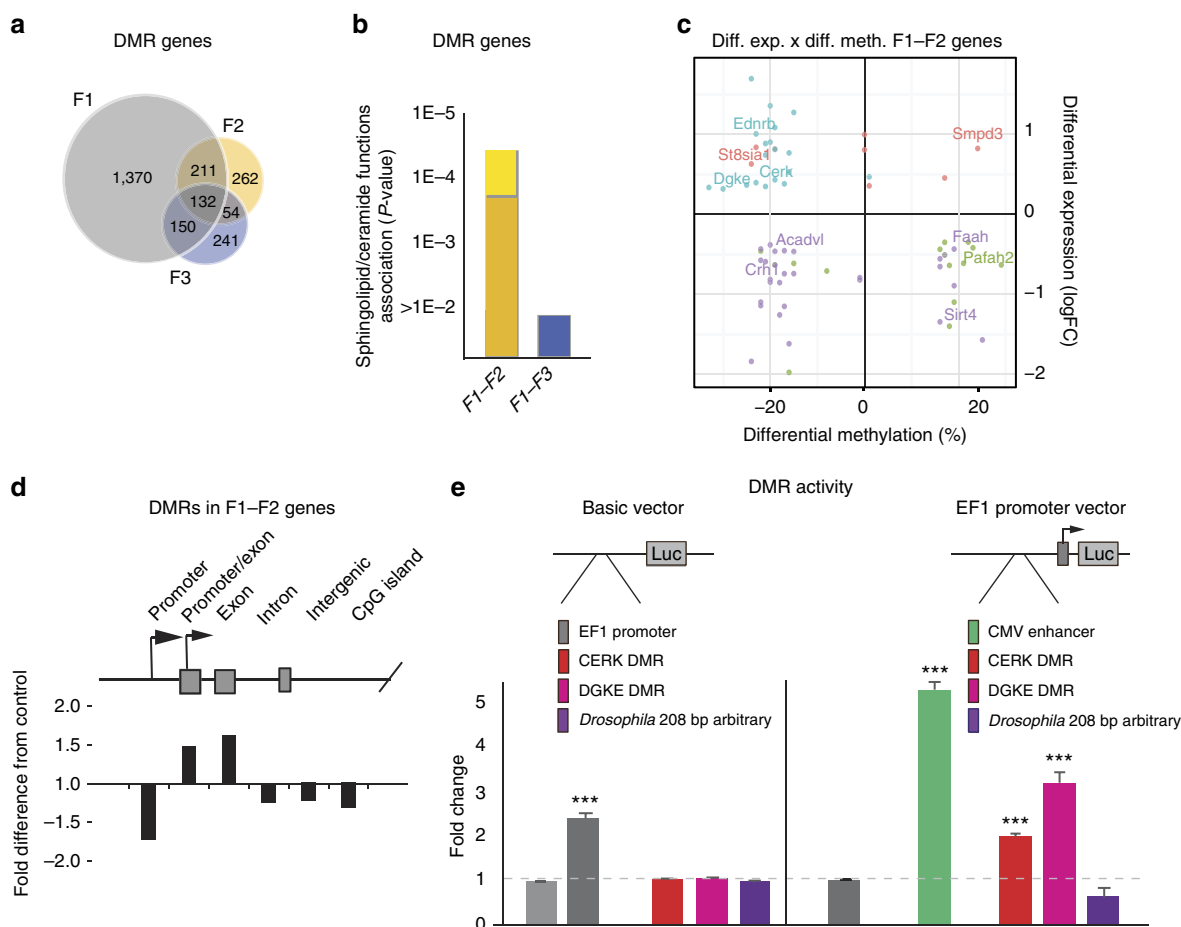 a
DMR genes
F1
F2
F3
1,370
211
262
132
54
150
241
b
DMR genes
Sphingolipid/ceramide functions
association (P-value)
1E−5
1E−4
1E−3
>1E−2
F1–F2
F1–F3
c
Diff. exp. x diff. meth. F1–F2 genes
Ednrb
St8sia1
Dgke
Cerk
Smpd3
Acadvl
Crh1
Faah
Pafah2
Sirt4
1
0
−1
−2
Differential expression (logFC)
−20
0
20
Differential methylation (%)
d
DMRs in F1–F2 genes
Promoter
Promoter/exon
Exon
Intron
Intergenic
CpG island
Fold difference from control
2.0
1.5
1.0
−1.5
−2.0
e
DMR activity
Basic vector
Luc
EF1 promoter
CERK DMR
DGKE DMR
Drosophila 208 bp arbitrary
EF1 promoter vector
Luc
CMV enhancer
CERK DMR
DGKE DMR
Drosophila 208 bp arbitrary
Fold change
5
4
3
2
1
0
***
***
***
***